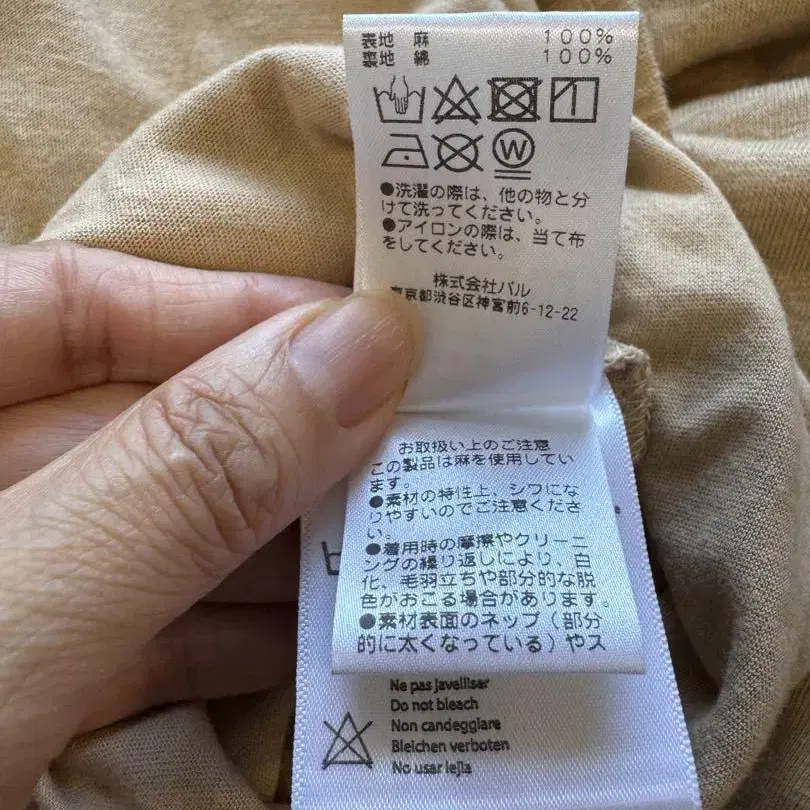 表地 麻 100%
裏地 綿 100%
W
●洗濯の際は、他の物と分
けて洗ってください。
●アイロンの際は、当て布
をしてください。
株式会社パル
東京都渋谷区神宮前6-12-22
お取扱い上のご注意
この製品は麻を使用してい
ます。
●素材の特性上、シワにな
りやすいのでご注意くださ
い。
●着用時の摩擦やクリーニ
ングの繰り返しにより、白
化、毛羽立ちや部分的な脱
色がおこる場合があります。
●素材表面のネップ(部分
的に太くなっている)やス
Ne pas javelliser
Do not bleach
Non candeggiare
Bleichen verboten
No usar lejla